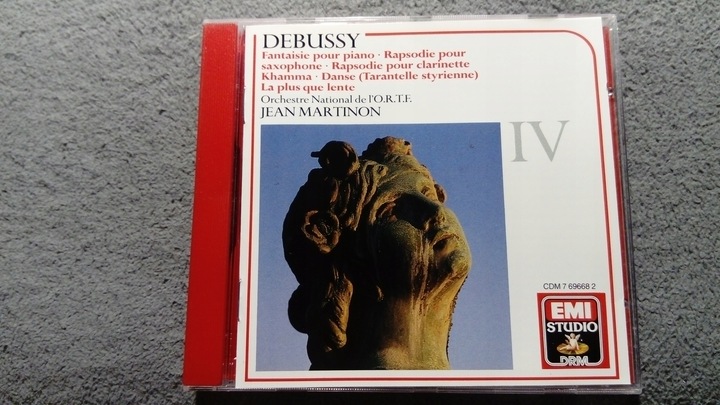 DEBUSSY
Fantaisie pour piano · Rapsodie pour
saxophone · Rapsodie pour clarinette
Khamma · Danse (Tarantelle styrienne)
La plus que lente
Orchestre National de l'O.R.T.F.
JEAN MARTINON
IV
CDM 7 69668 2
EMI
STUDIO
DRM